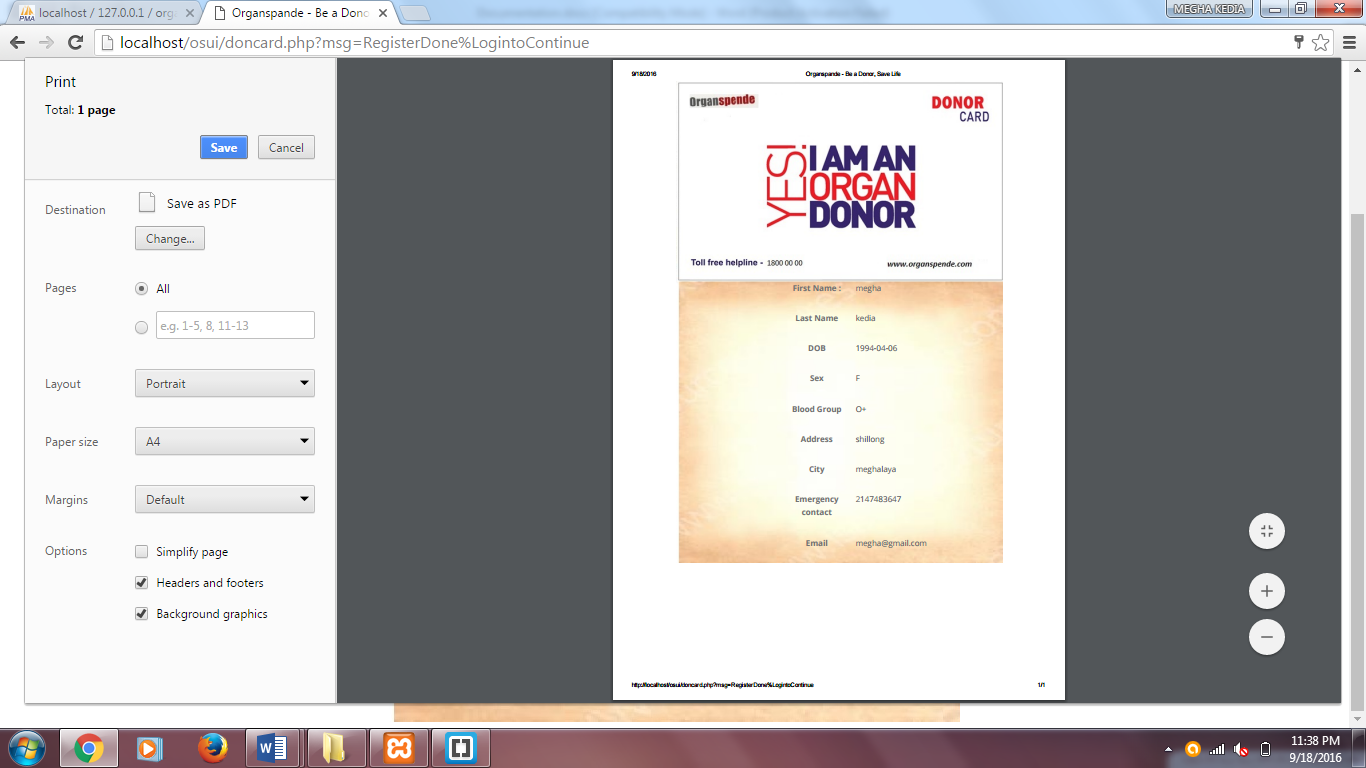 localhost / 127.0.0.1 / orga
Organspande - Be a Dono
MEGHA KEDIA
localhost/osui/doncard.php?msg=RegisterDone%LogintoContinue
Print
Total: 1 page
Save
Cancel
Destination
Save as PDF
Change...
Pages
All
e.g. 1-5, 8, 11-13
Layout
Portrait
Paper size
A4
Margins
Default
Options
Simplify page
Headers and footers
Background graphics
9/18/2016
Organspande - Be a Donor, Save Life
Organspende
DONOR
CARD
YES!
I AM AN
ORGAN
DONOR
Toll free helpline - 1800 00 00
www.organspende.com
First Name : megha
Last Name kedia
DOB 1994-04-06
Sex F
Blood Group O+
Address shillong
City meghalaya
Emergency
contact 2147483647
Email megha@gmail.com
http://localhost/osui/doncard.php?msg=RegisterDone%LogintoContinue
1/1
11:38 PM
9/18/2016